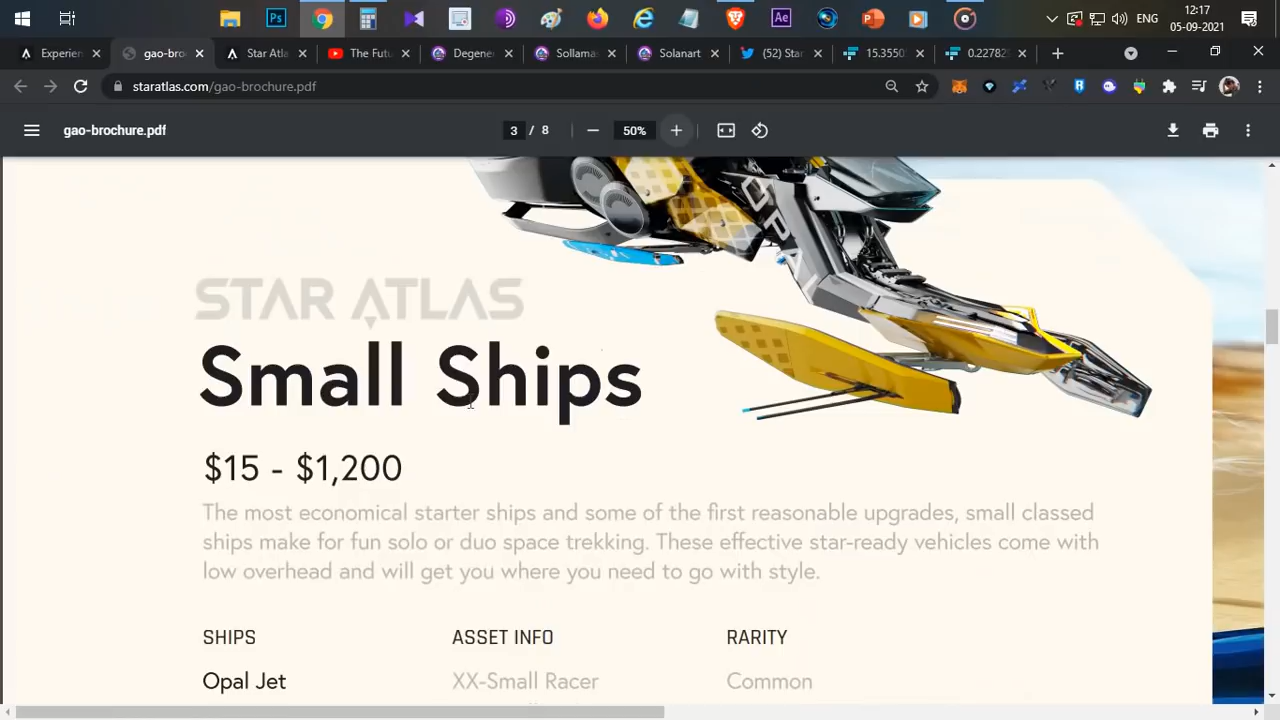 12:17
ENG
05-09-2021
Experien
gao-bro
Star Atla
The Futu
Degene
Sollamas
Solanart
(52) Star
15.3550
0.22782
staratlas.com/gao-brochure.pdf
gao-brochure.pdf
3 / 8
50%
OPAL
STAR ATLAS
Small Ships
$15 - $1,200
The most economical starter ships and some of the first reasonable upgrades, small classed
ships make for fun solo or duo space trekking. These effective star-ready vehicles come with
low overhead and will get you where you need to go with style.
SHIPS ASSET INFO RARITY
Opal Jet XX-Small Racer Common